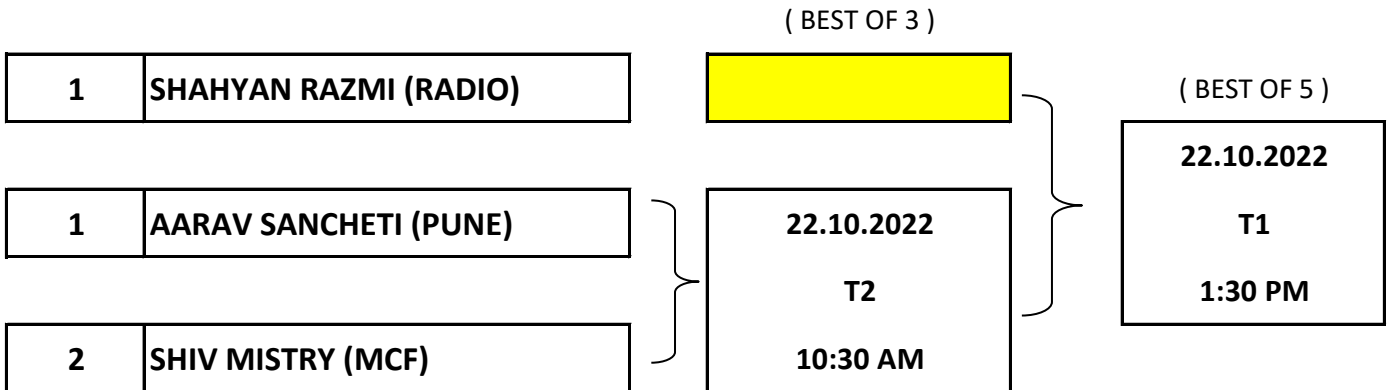 ( BEST OF 3 )
1 SHAHYAN RAZMI (RADIO)
( BEST OF 5 )
22.10.2022
1 AARAV SANCHETI (PUNE)
22.10.2022
T1
T2
1:30 PM
2 SHIV MISTRY (MCF)
10:30 AM